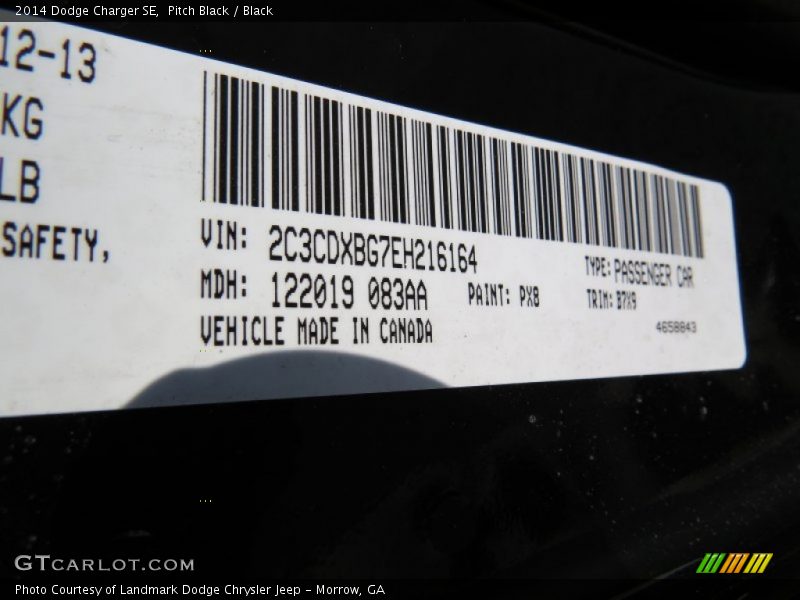 2014 Dodge Charger SE,  Pitch Black / Black
12-13
KG
LB
SAFETY,
VIN: 2C3CDXBG7EH216164
TYPE: PASSENGER CAR
MDH: 122019 083AA
PAINT: PX8
TRIM: B7X9
VEHICLE MADE IN CANADA
4658843
GTCARLOT.COM
Photo Courtesy of Landmark Dodge Chrysler Jeep - Morrow, GA